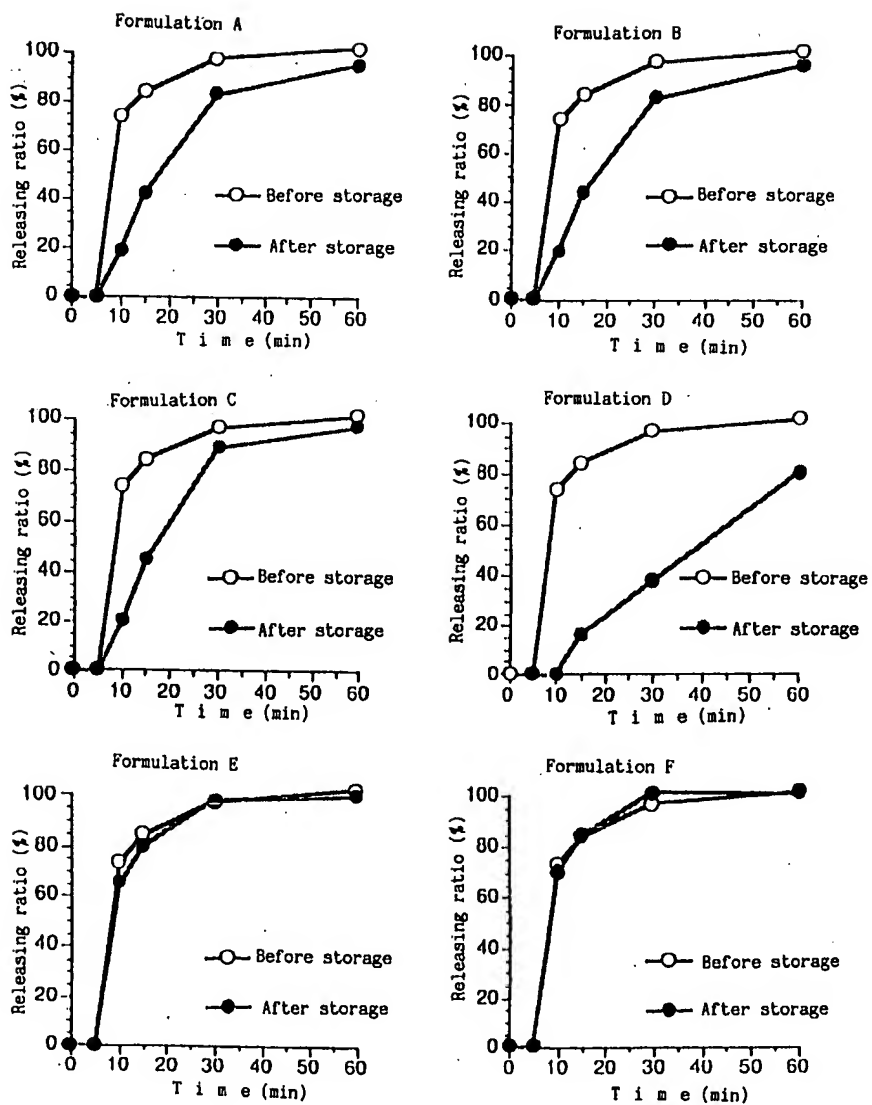 Formulation A
Releasing ratio (%)
100
80
60
40
20
0
Before storage
After storage
0 10 20 30 40 50 60
T i m e (min)
Formulation B
Releasing ratio (%)
100
80
60
40
20
0
Before storage
After storage
0 10 20 30 40 50 60
T i m e (min)
Formulation C
Releasing ratio (%)
100
80
60
40
20
0
Before storage
After storage
0 10 20 30 40 50 60
T i m e (min)
Formulation D
Releasing ratio (%)
100
80
60
40
20
0
Before storage
After storage
0 10 20 30 40 50 60
T i m e (min)
Formulation E
Releasing ratio (%)
100
80
60
40
20
0
Before storage
After storage
0 10 20 30 40 50 60
T i m e (min)
Formulation F
Releasing ratio (%)
100
80
60
40
20
0
Before storage
After storage
0 10 20 30 40 50 60
T i m e (min)